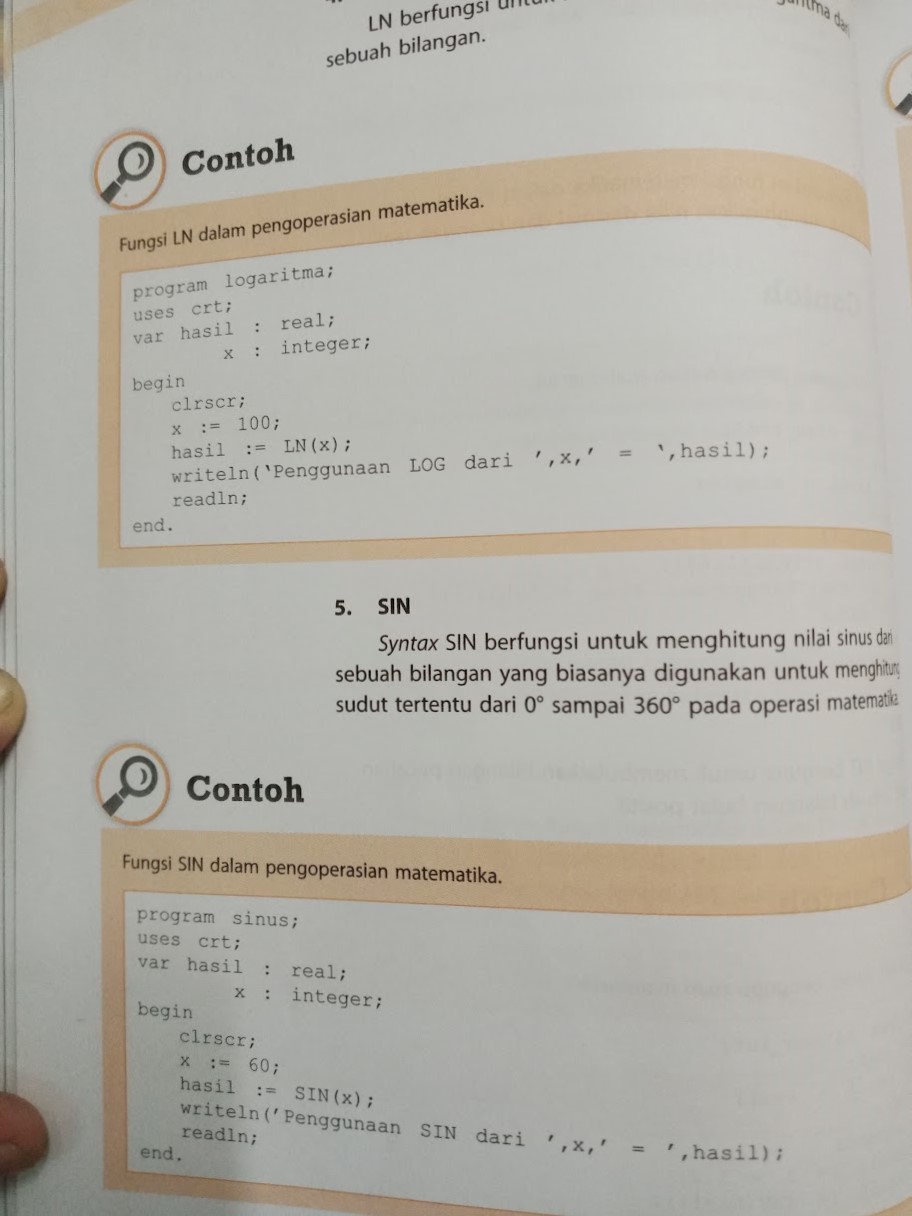 LN berfungsi
sebuah bilangan.
Contoh
Fungsi LN dalam pengoperasian matematika.
program logaritma;
uses crt;
var hasil : real;
x : integer;
begin
clrscr;
x := 100;
hasil := LN(x);
writeln(‘Penggunaan LOG dari ’,x,’ = ‘,hasil);
readln;
end.
5. SIN
Syntax SIN berfungsi untuk menghitung nilai sinus dari
sebuah bilangan yang biasanya digunakan untuk menghitung
sudut tertentu dari 0° sampai 360° pada operasi matematika
Contoh
Fungsi SIN dalam pengoperasian matematika.
program sinus;
uses crt;
var hasil : real;
x : integer;
begin
clrscr;
x := 60;
hasil := SIN(x);
writeln(’Penggunaan SIN dari ’,x,’ = ’,hasil);
readln;
end.